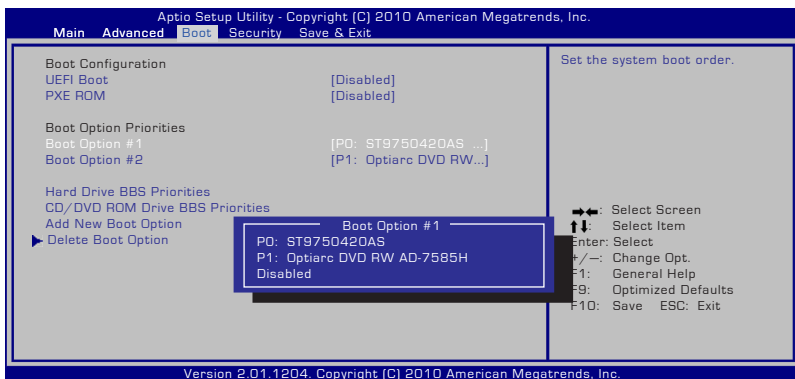 Aptio Setup Utility - Copyright (C) 2010 American Megatrends, Inc.
Main Advanced Boot Security Save & Exit
Boot Configuration
UEFI Boot [Disabled]
PXE ROM [Disabled]
Boot Option Priorities
Boot Option #1 [P0: ST9750420AS ...]
Boot Option #2 [P1: Optiarc DVD RW...]
Hard Drive BBS Priorities
CD/DVD ROM Drive BBS Priorities
Add New Boot Option
Delete Boot Option
Boot Option #1
P0: ST9750420AS
P1: Optiarc DVD RW AD-7585H
Disabled
Set the system boot order.
→←: Select Screen
↑↓: Select Item
Enter: Select
+/—: Change Opt.
F1: General Help
F9: Optimized Defaults
F10: Save ESC: Exit
Version 2.01.1204. Copyright (C) 2010 American Megatrends, Inc.